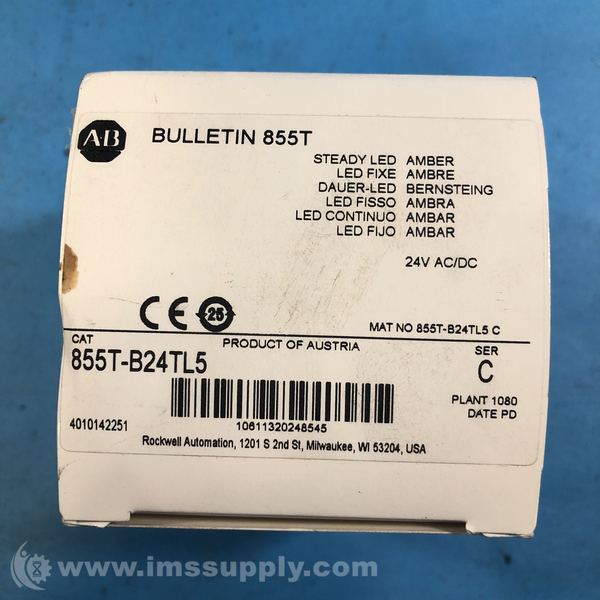 AB BULLETIN 855T
STEADY LED AMBER
LED FIXE AMBRE
DAUER-LED BERNSTEING
LED FISSO AMBRA
LED CONTINUO AMBAR
LED FIJO AMBAR
24V AC/DC
CE 25
MAT NO 855T-B24TL5 C
CAT
PRODUCT OF AUSTRIA
SER
855T-B24TL5
C
PLANT 1080
DATE PD
4010142251
10611320248545
Rockwell Automation, 1201 S 2nd St, Milwaukee, WI 53204, USA
© www.imssupply.com